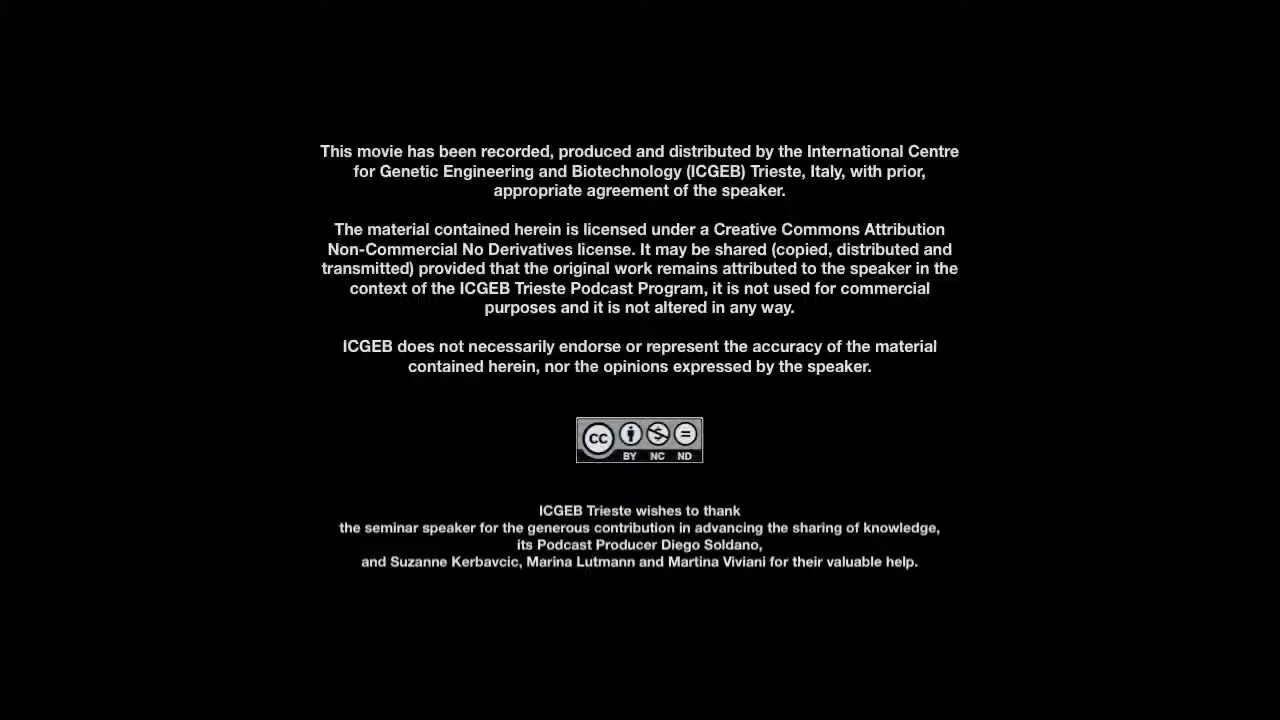 This movie has been recorded, produced and distributed by the International Centre
for Genetic Engineering and Biotechnology (ICGEB) Trieste, Italy, with prior,
appropriate agreement of the speaker.
The material contained herein is licensed under a Creative Commons Attribution
Non-Commercial No Derivatives license. It may be shared (copied, distributed and
transmitted) provided that the original work remains attributed to the speaker in the
context of the ICGEB Trieste Podcast Program, it is not used for commercial
purposes and it is not altered in any way.
ICGEB does not necessarily endorse or represent the accuracy of the material
contained herein, nor the opinions expressed by the speaker.
CC
BY NC ND
ICGEB Trieste wishes to thank
the seminar speaker for the generous contribution in advancing the sharing of knowledge,
its Podcast Producer Diego Soldano,
and Suzanne Kerbavcic, Marina Lutmann and Martina Viviani for their valuable help.